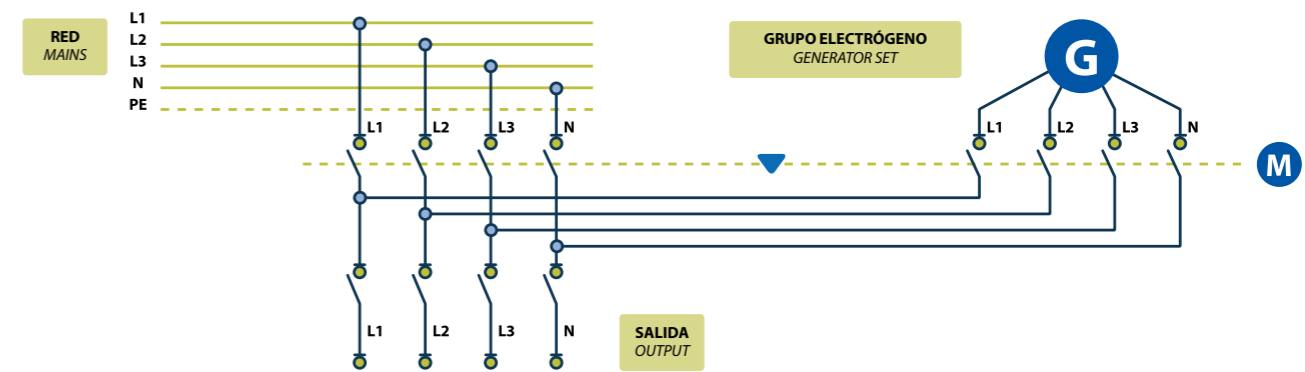 RED
MAINS
L1
L2
L3
N
PE
GRUPO ELECTRÓGENO
GENERATOR SET
G
L1
L2
L3
N
L1
L2
L3
N
M
L1
L2
L3
N
SALIDA
OUTPUT